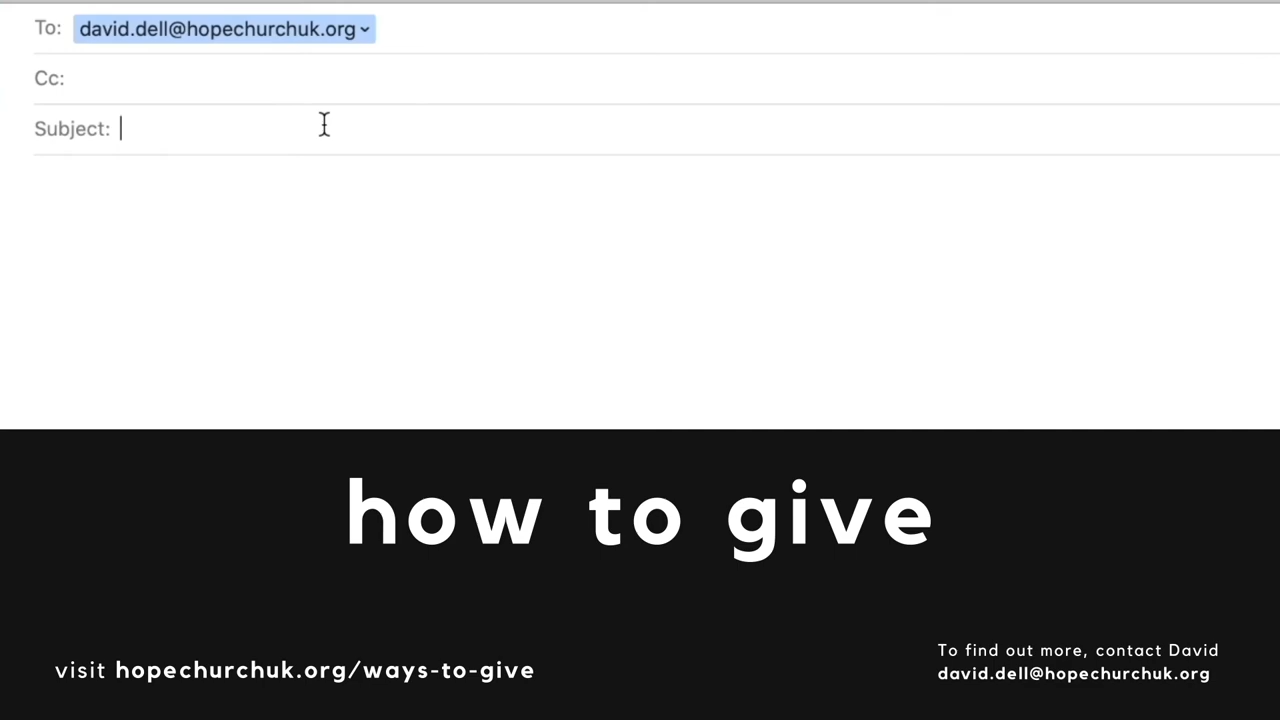 To: david.dell@hopechurchuk.org
Cc:
Subject:
how to give
visit hopechurchuk.org/ways-to-give
To find out more, contact David
david.dell@hopechurchuk.org